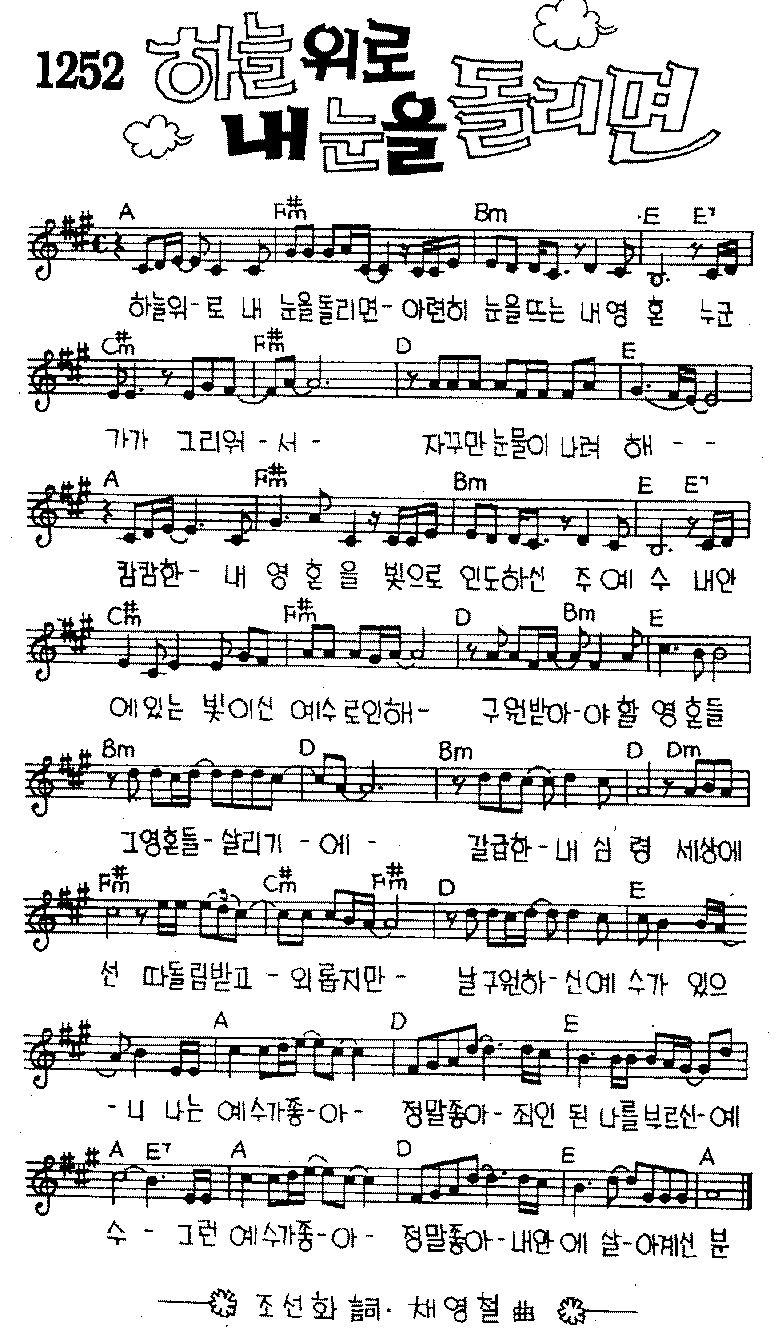 1252
하늘 위로
내 눈을 돌리면
A F#m Bm E E7
하늘위-로 내 눈을돌리면-아련히 눈을뜨는 내영 혼 누군
C#m F#m D E
가가 그리워 - 서 - 자꾸만 눈물이 나려 해 - -
A F#m Bm E E7
캄캄한- 내 영 혼 을 빛으로 인도하신 주 예 수 내안
C#m F#m D Bm E
에있는 빛이신 예수로인해- 구원받아-야할 영혼들
Bm D Bm D Dm
그영혼들-살리기 -에 - 갈급한-내 심 령 세상에
F#m C#m F#m D E
선 따돌림받고 - 외롭지만 - 날구원하-신예 수가 있으
A D E
-니 나는 예수가좋-아- 정말좋아- 죄인 된 나를부르신-예
A E7 A D E A
수 - 그런 예수가좋-아- 정말좋아-내안에 살-아계신 분
조선화 詞· 채영철 曲